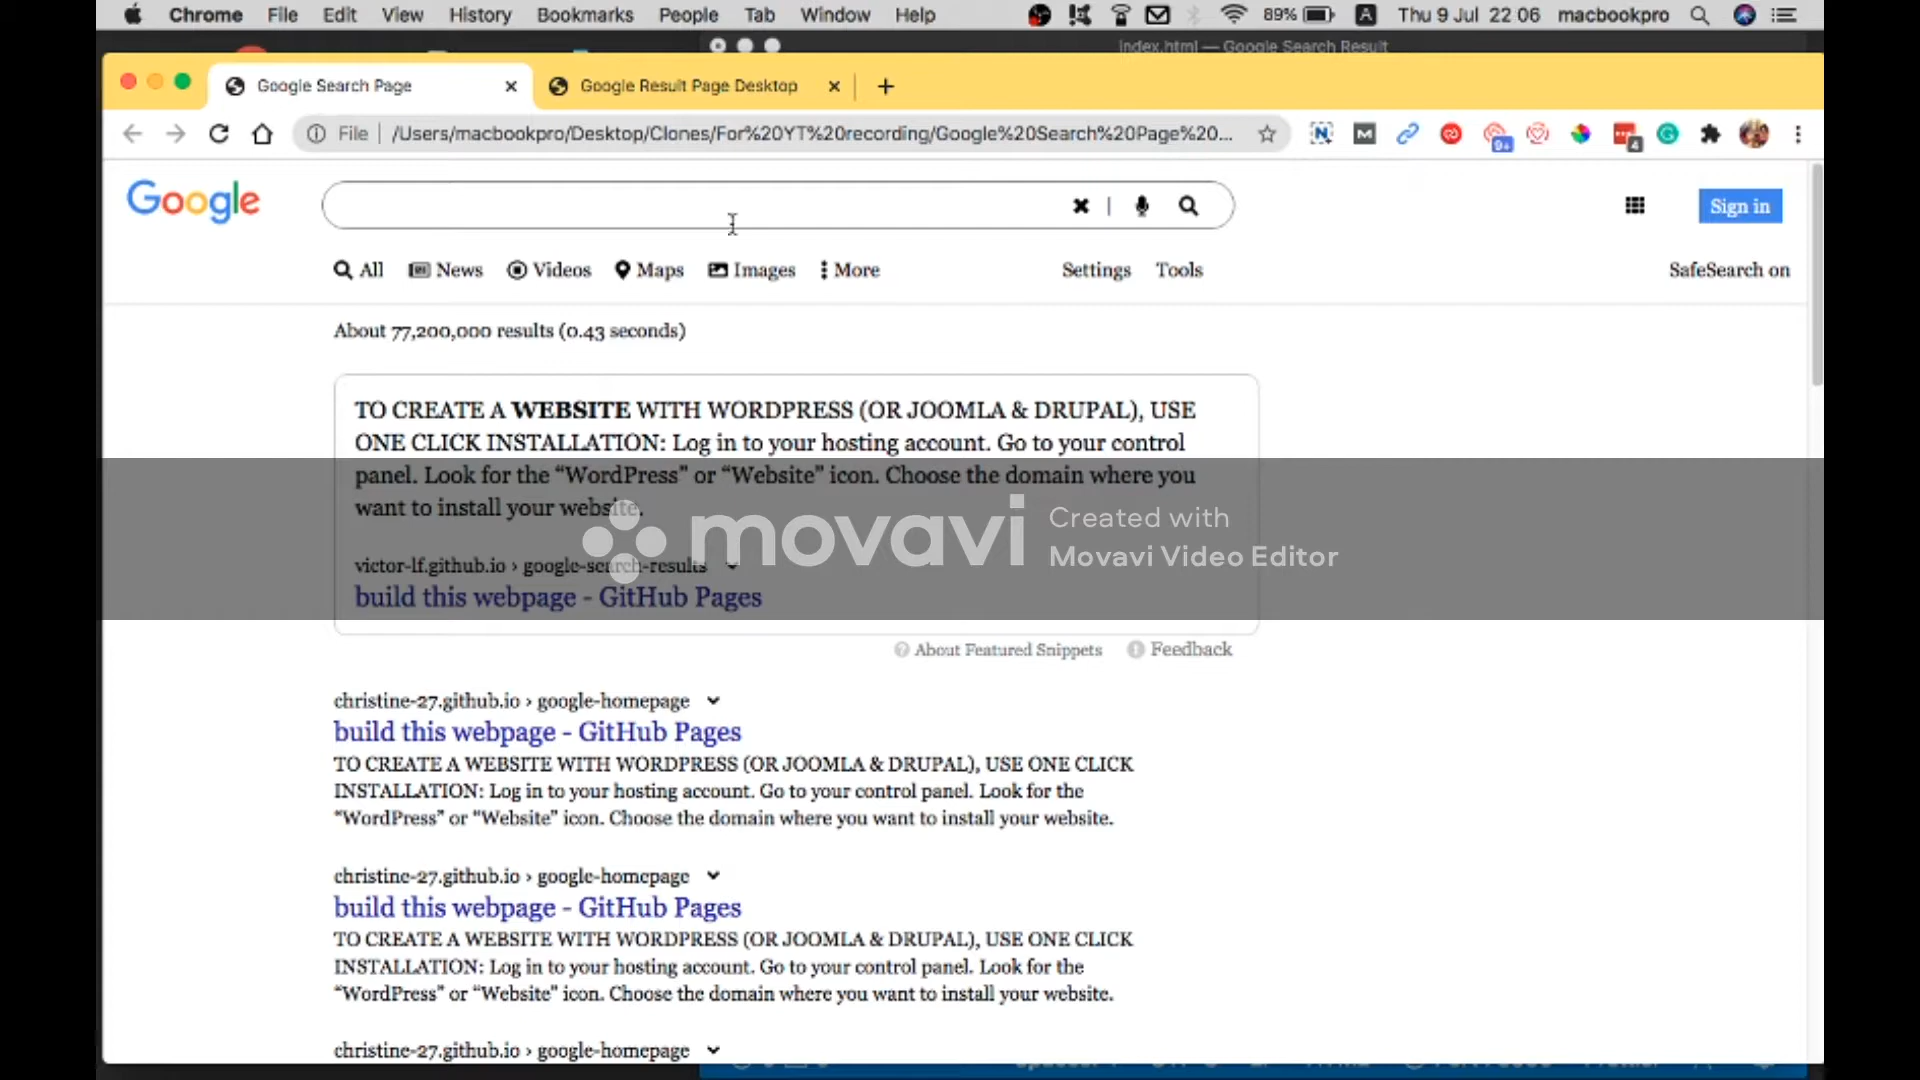 Chrome File Edit View History Bookmarks People Tab Window Help 89% A Thu 9 Jul 22 06 macbookpro
index.html — Google Search Result
Google Search Page Google Result Page Desktop
File /Users/macbookpro/Desktop/Clones/For%20YT%20recording/Google%20Search%20Page%20...
Google Sign in
All News Videos Maps Images More Settings Tools SafeSearch on
About 77,200,000 results (0.43 seconds)
TO CREATE A WEBSITE WITH WORDPRESS (OR JOOMLA & DRUPAL), USE
ONE CLICK INSTALLATION: Log in to your hosting account. Go to your control
panel. Look for the “WordPress” or “Website” icon. Choose the domain where you
want to install your website.
movavi Created with
Movavi Video Editor
victor-lf.github.io › google-search-results
build this webpage - GitHub Pages
About Featured Snippets Feedback
christine-27.github.io › google-homepage
build this webpage - GitHub Pages
TO CREATE A WEBSITE WITH WORDPRESS (OR JOOMLA & DRUPAL), USE ONE CLICK
INSTALLATION: Log in to your hosting account. Go to your control panel. Look for the
“WordPress” or “Website” icon. Choose the domain where you want to install your website.
christine-27.github.io › google-homepage
build this webpage - GitHub Pages
TO CREATE A WEBSITE WITH WORDPRESS (OR JOOMLA & DRUPAL), USE ONE CLICK
INSTALLATION: Log in to your hosting account. Go to your control panel. Look for the
“WordPress” or “Website” icon. Choose the domain where you want to install your website.
christine-27.github.io › google-homepage